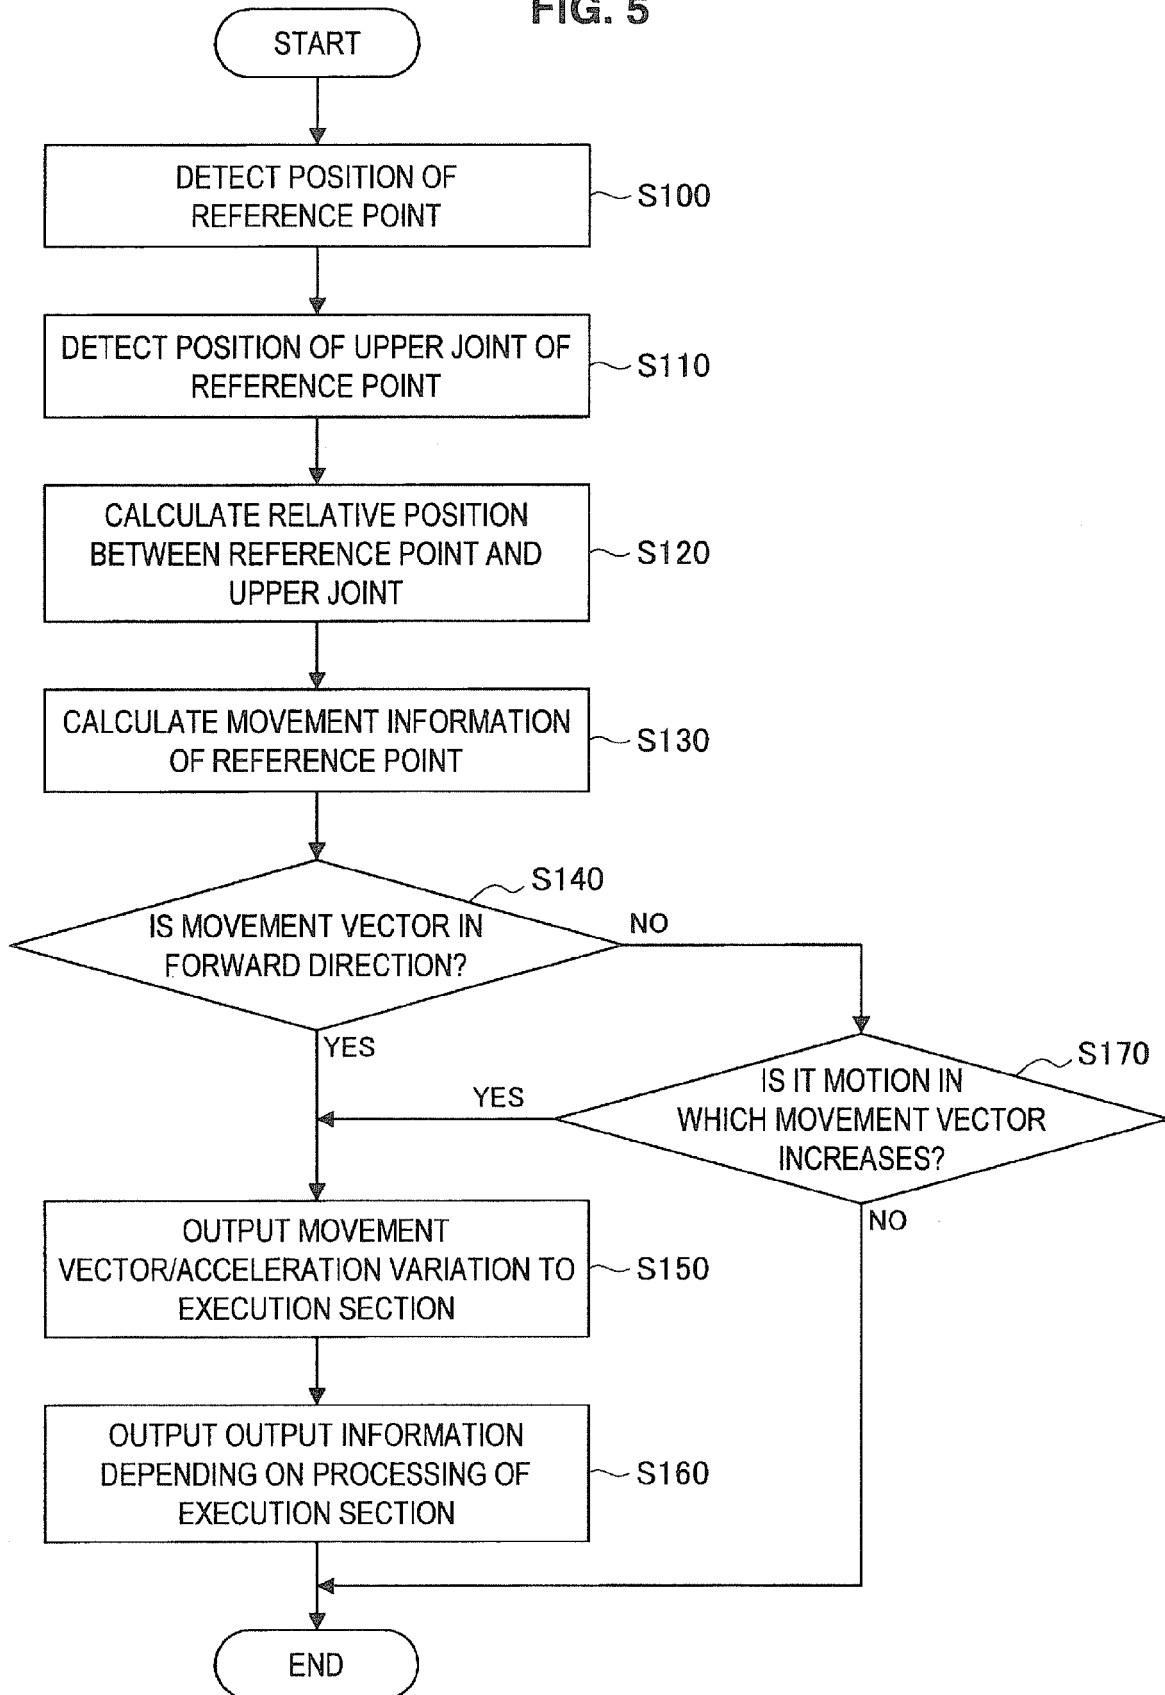 FIG. 5
START
DETECT POSITION OF
REFERENCE POINT
S100
DETECT POSITION OF UPPER JOINT OF
REFERENCE POINT
S110
CALCULATE RELATIVE POSITION
BETWEEN REFERENCE POINT AND
UPPER JOINT
S120
CALCULATE MOVEMENT INFORMATION
OF REFERENCE POINT
S130
S140
IS MOVEMENT VECTOR IN
FORWARD DIRECTION?
NO
YES
S170
IS IT MOTION IN
WHICH MOVEMENT VECTOR
INCREASES?
YES
NO
OUTPUT MOVEMENT
VECTOR/ACCELERATION VARIATION TO
EXECUTION SECTION
S150
OUTPUT OUTPUT INFORMATION
DEPENDING ON PROCESSING OF
EXECUTION SECTION
S160
END